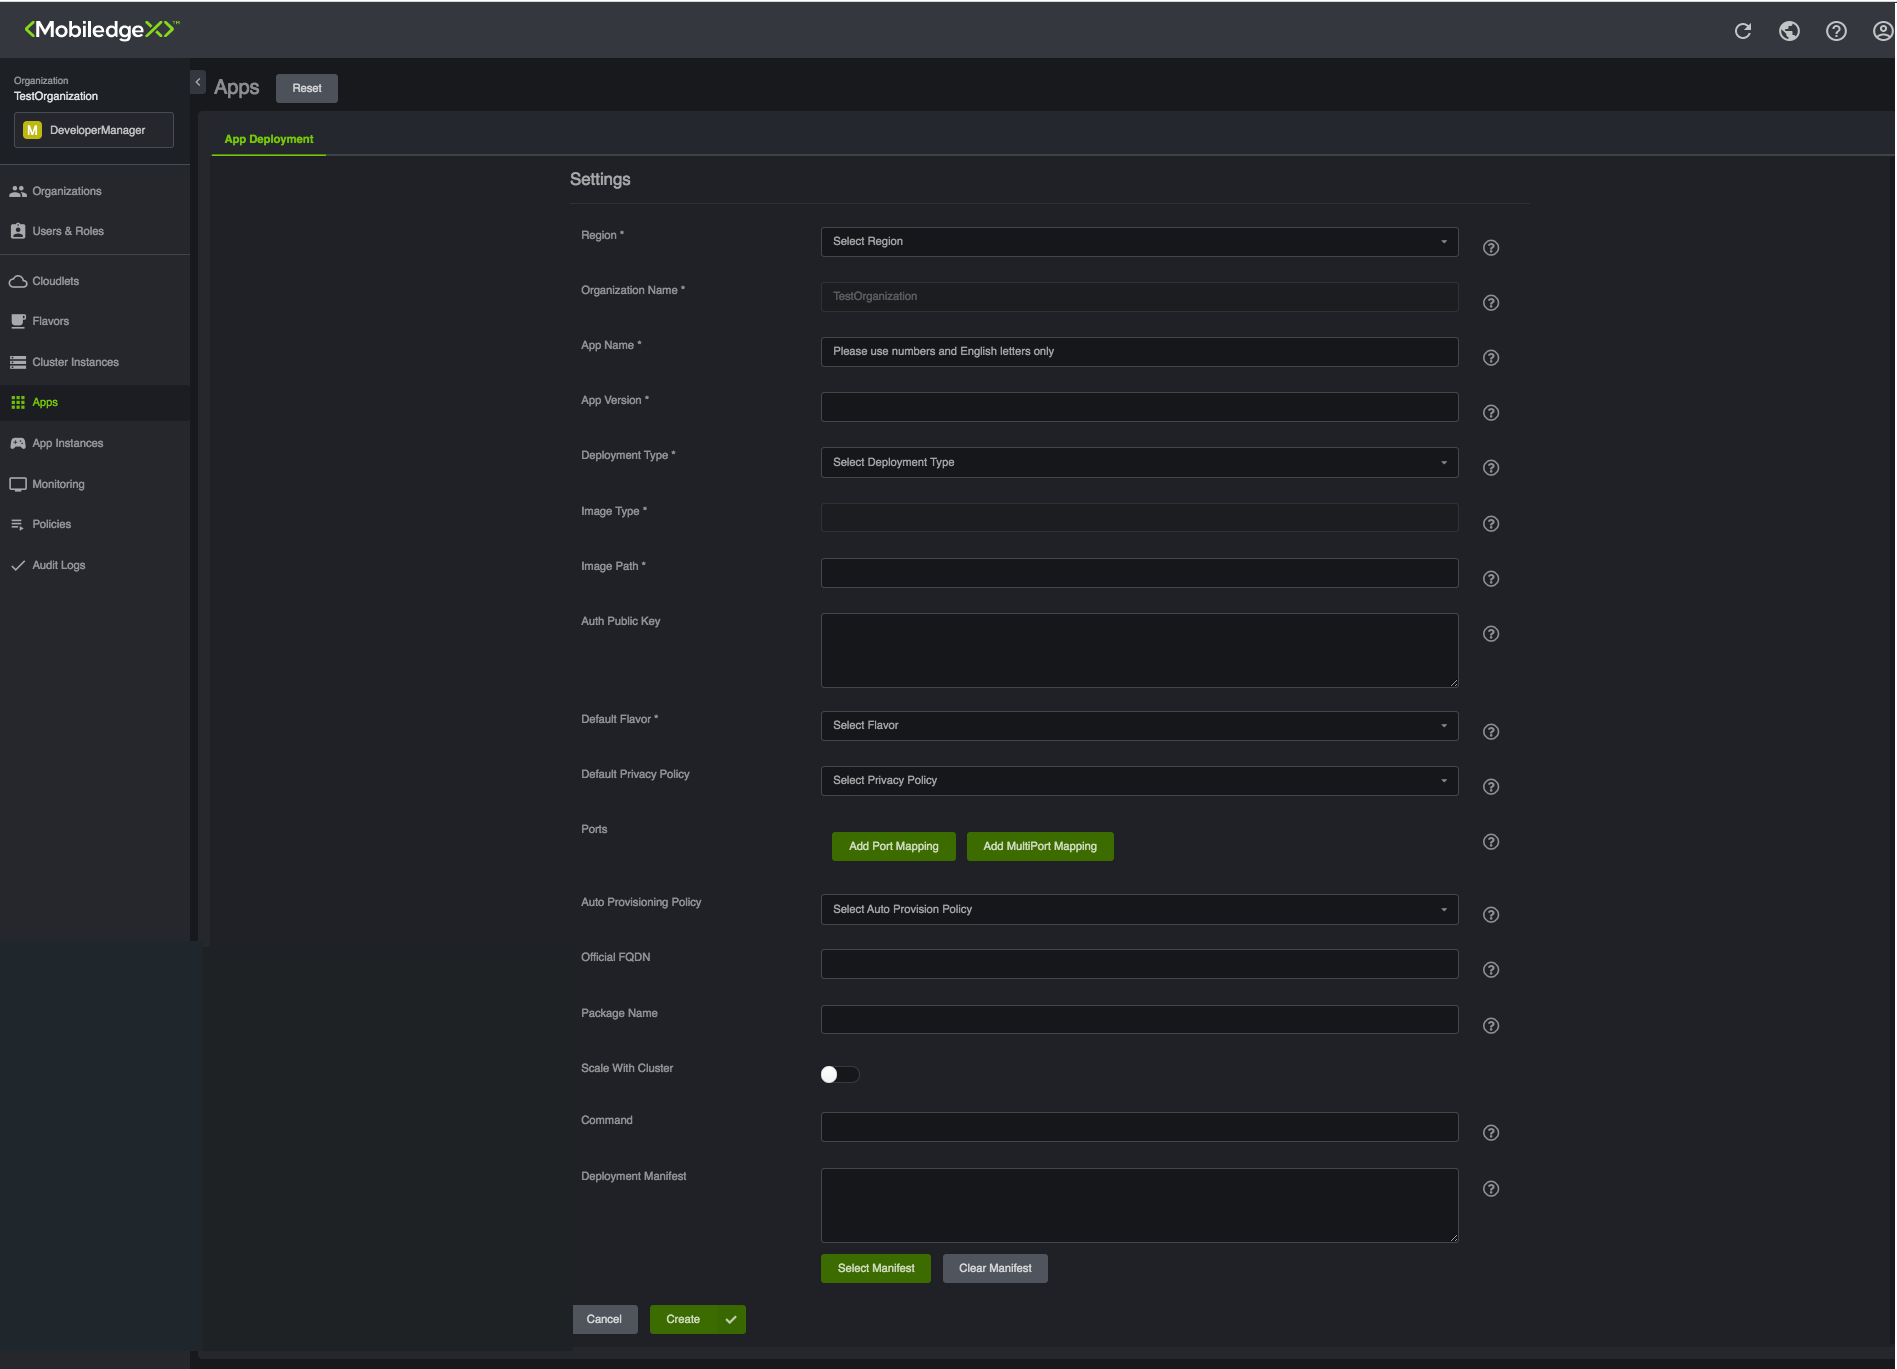 <MobiledgeX>™
Organization
TestOrganization
M DeveloperManager
Organizations
Users & Roles
Cloudlets
Flavors
Cluster Instances
Apps
App Instances
Monitoring
Policies
Audit Logs
Apps Reset
App Deployment
Settings
Region * Select Region
Organization Name * TestOrganization
App Name * Please use numbers and English letters only
App Version *
Deployment Type * Select Deployment Type
Image Type *
Image Path *
Auth Public Key
Default Flavor * Select Flavor
Default Privacy Policy Select Privacy Policy
Ports Add Port Mapping Add MultiPort Mapping
Auto Provisioning Policy Select Auto Provision Policy
Official FQDN
Package Name
Scale With Cluster
Command
Deployment Manifest
Select Manifest Clear Manifest
Cancel Create